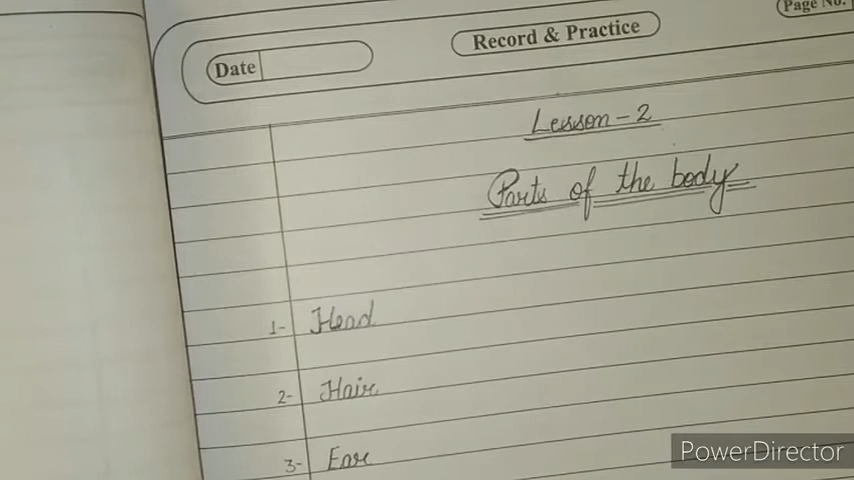 Page No.
Record & Practice
Date
Lesson - 2
Parts of the body
1- Head
2- Hair
3- Ear
PowerDirector